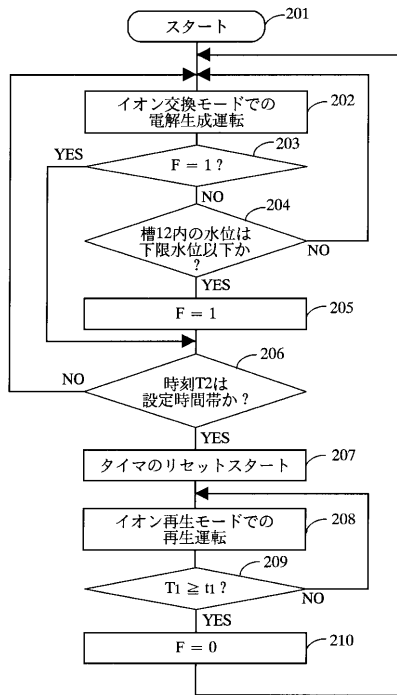 スタート
201
イオン交換モードでの
電解生成運転
202
203
YES
F = 1 ?
NO
204
槽12内の水位は
下限水位以下か
?
NO
YES
F = 1
205
206
NO
時刻T2は
設定時間帯か ?
YES
タイマのリセットスタート
207
イオン再生モードでの
再生運転
208
209
T1 ≧ t1 ?
NO
YES
F = 0
210